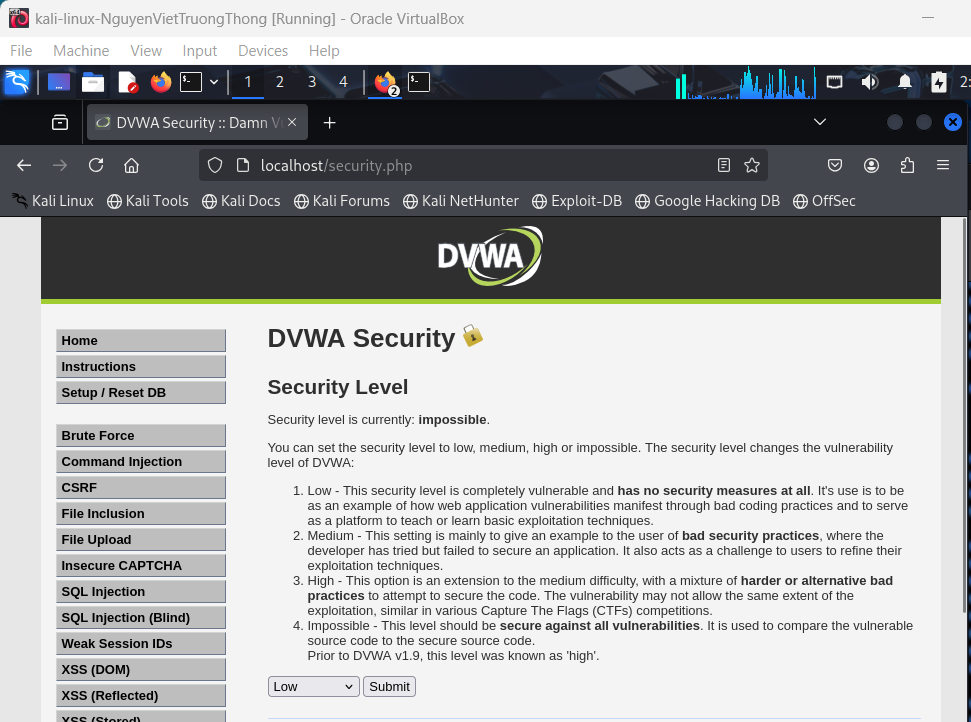 kali-linux-NguyenVietTruongThong [Running] - Oracle VirtualBox
File Machine View Input Devices Help
1 2 3 4 2 2:
DVWA Security :: Damn Vu
localhost/security.php
Kali Linux Kali Tools Kali Docs Kali Forums Kali NetHunter Exploit-DB Google Hacking DB OffSec
DVWA
Home
Instructions
Setup / Reset DB
Brute Force
Command Injection
CSRF
File Inclusion
File Upload
Insecure CAPTCHA
SQL Injection
SQL Injection (Blind)
Weak Session IDs
XSS (DOM)
XSS (Reflected)
XSS (Stored)
DVWA Security
Security Level
Security level is currently: impossible.
You can set the security level to low, medium, high or impossible. The security level changes the vulnerability
level of DVWA:
1. Low - This security level is completely vulnerable and has no security measures at all. It's use is to be
as an example of how web application vulnerabilities manifest through bad coding practices and to serve
as a platform to teach or learn basic exploitation techniques.
2. Medium - This setting is mainly to give an example to the user of bad security practices, where the
developer has tried but failed to secure an application. It also acts as a challenge to users to refine their
exploitation techniques.
3. High - This option is an extension to the medium difficulty, with a mixture of harder or alternative bad
practices to attempt to secure the code. The vulnerability may not allow the same extent of the
exploitation, similar in various Capture The Flags (CTFs) competitions.
4. Impossible - This level should be secure against all vulnerabilities. It is used to compare the vulnerable
source code to the secure source code.
Prior to DVWA v1.9, this level was known as 'high'.
Low Submit